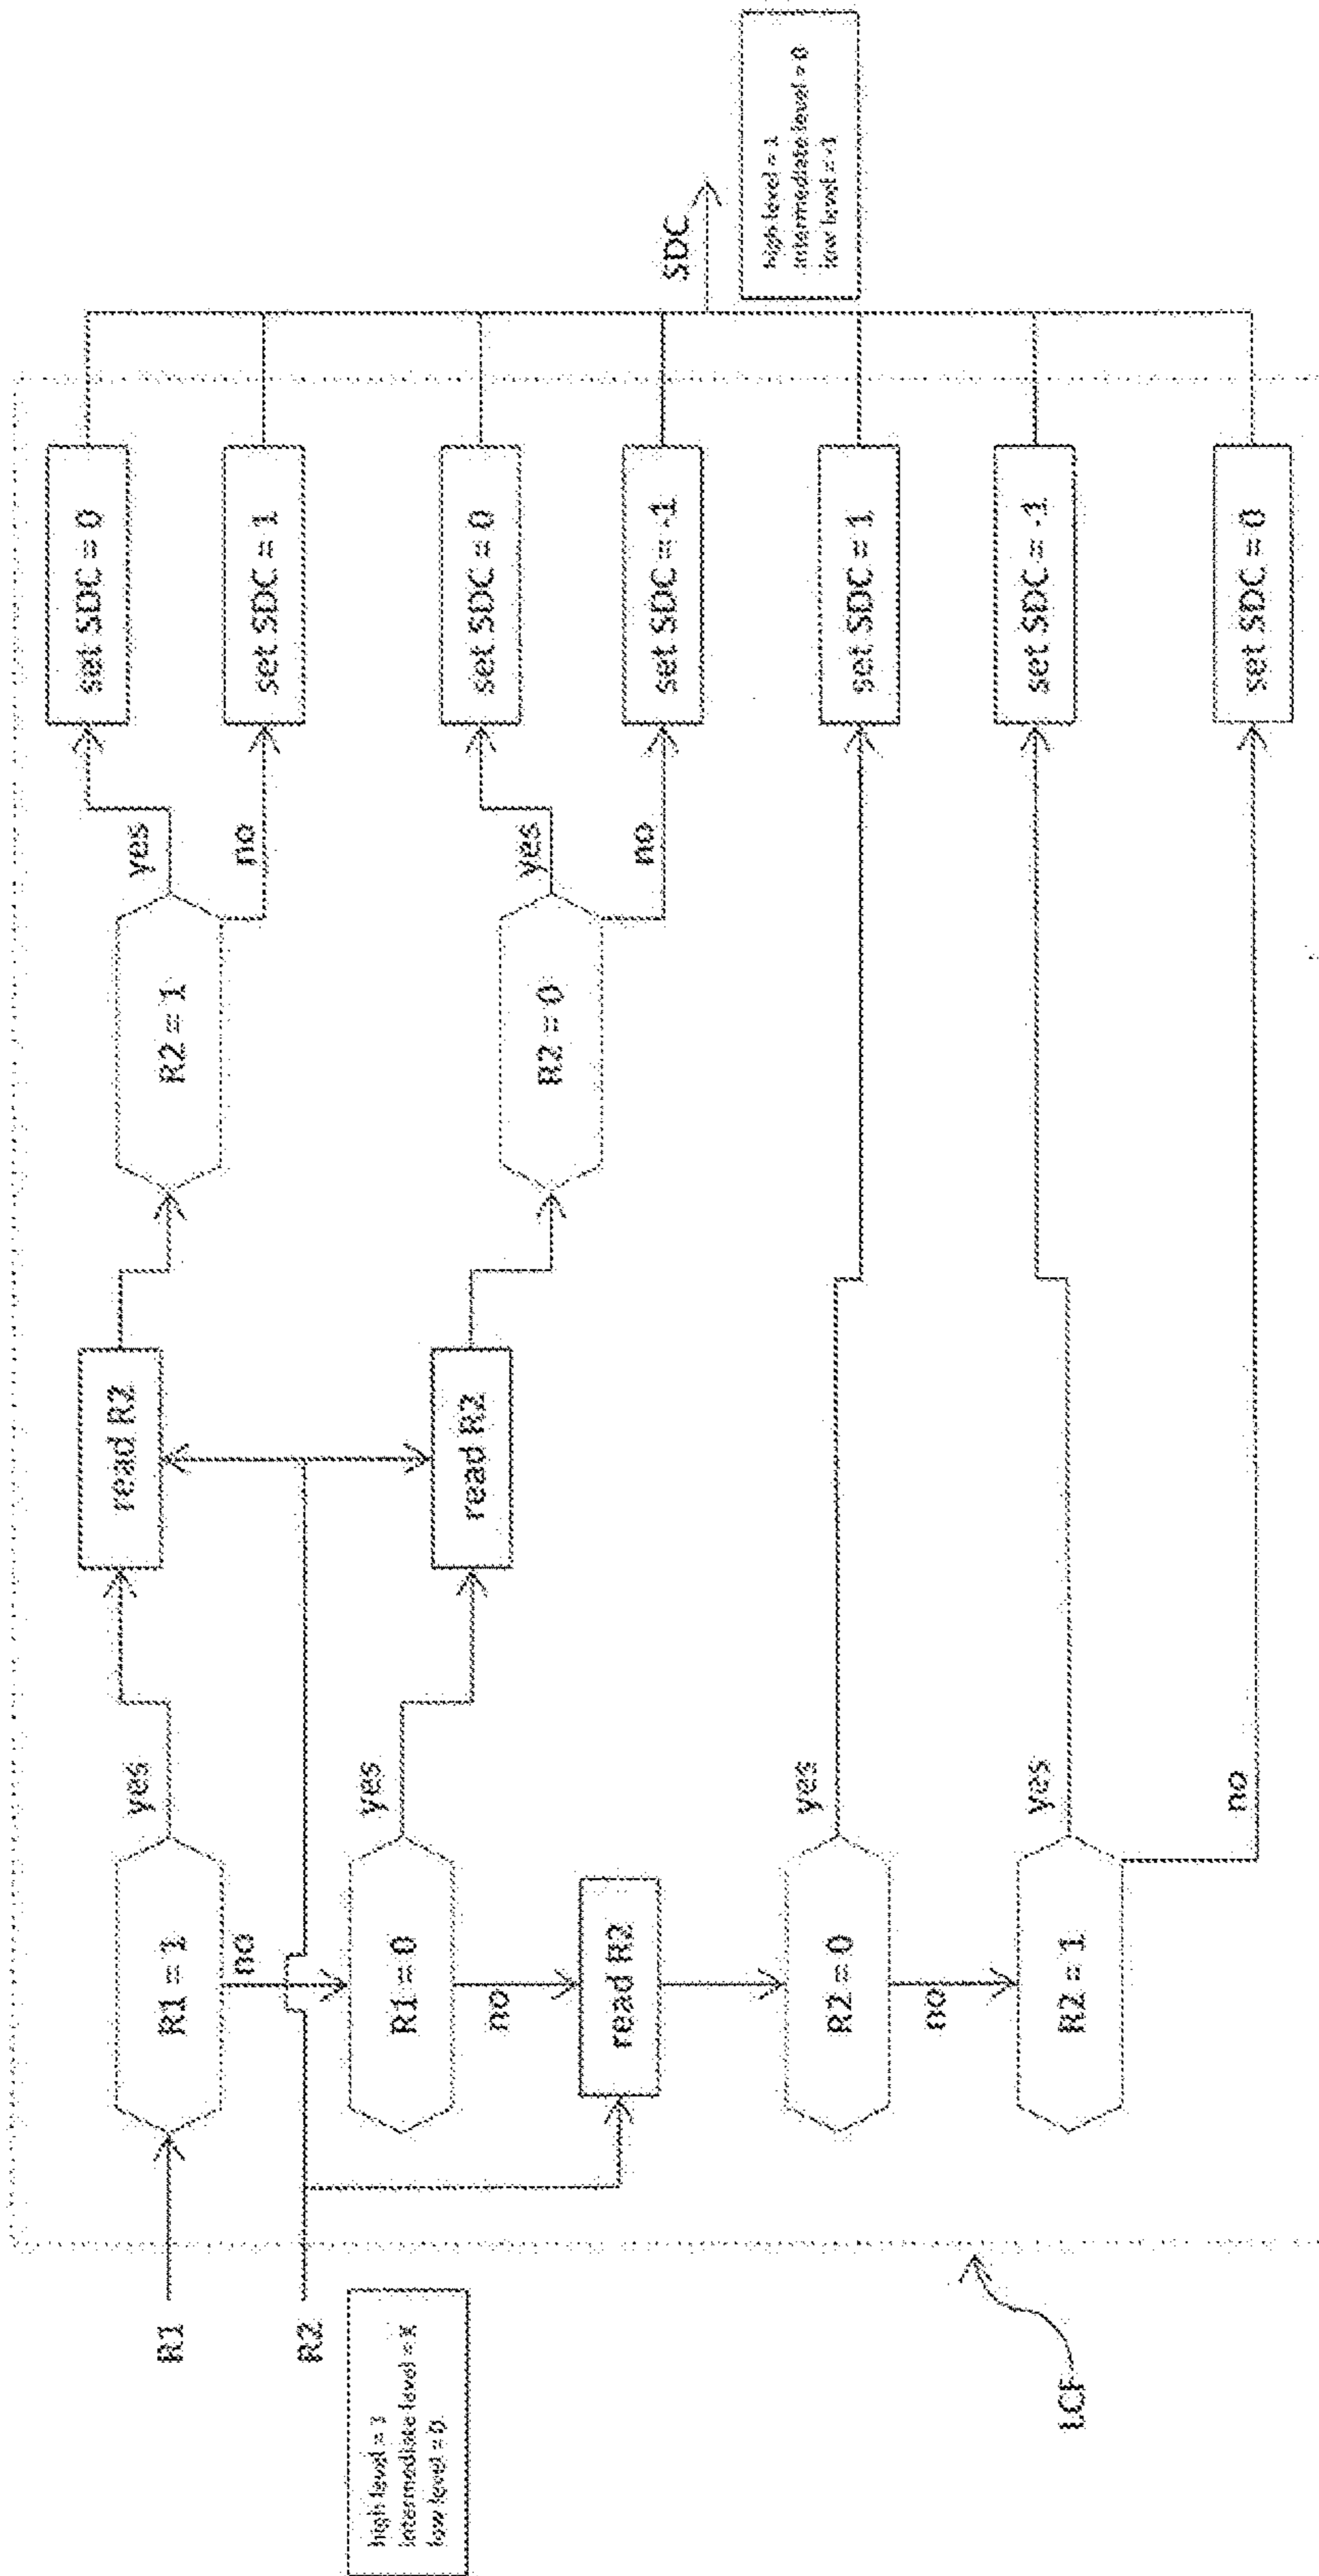 R1
R2
high level = 1
intermediate level = X
low level = 0
LCF
R1 = 1
yes
no
R1 = 0
yes
no
read R2
R2 = 0
yes
no
R2 = 1
yes
no
read R2
read R2
R2 = 1
yes
no
R2 = 0
yes
no
set SDC = 0
set SDC = 1
set SDC = 0
set SDC = -1
set SDC = 1
set SDC = -1
set SDC = 0
SDC
high level = 1
intermediate level = 0
low level = -1